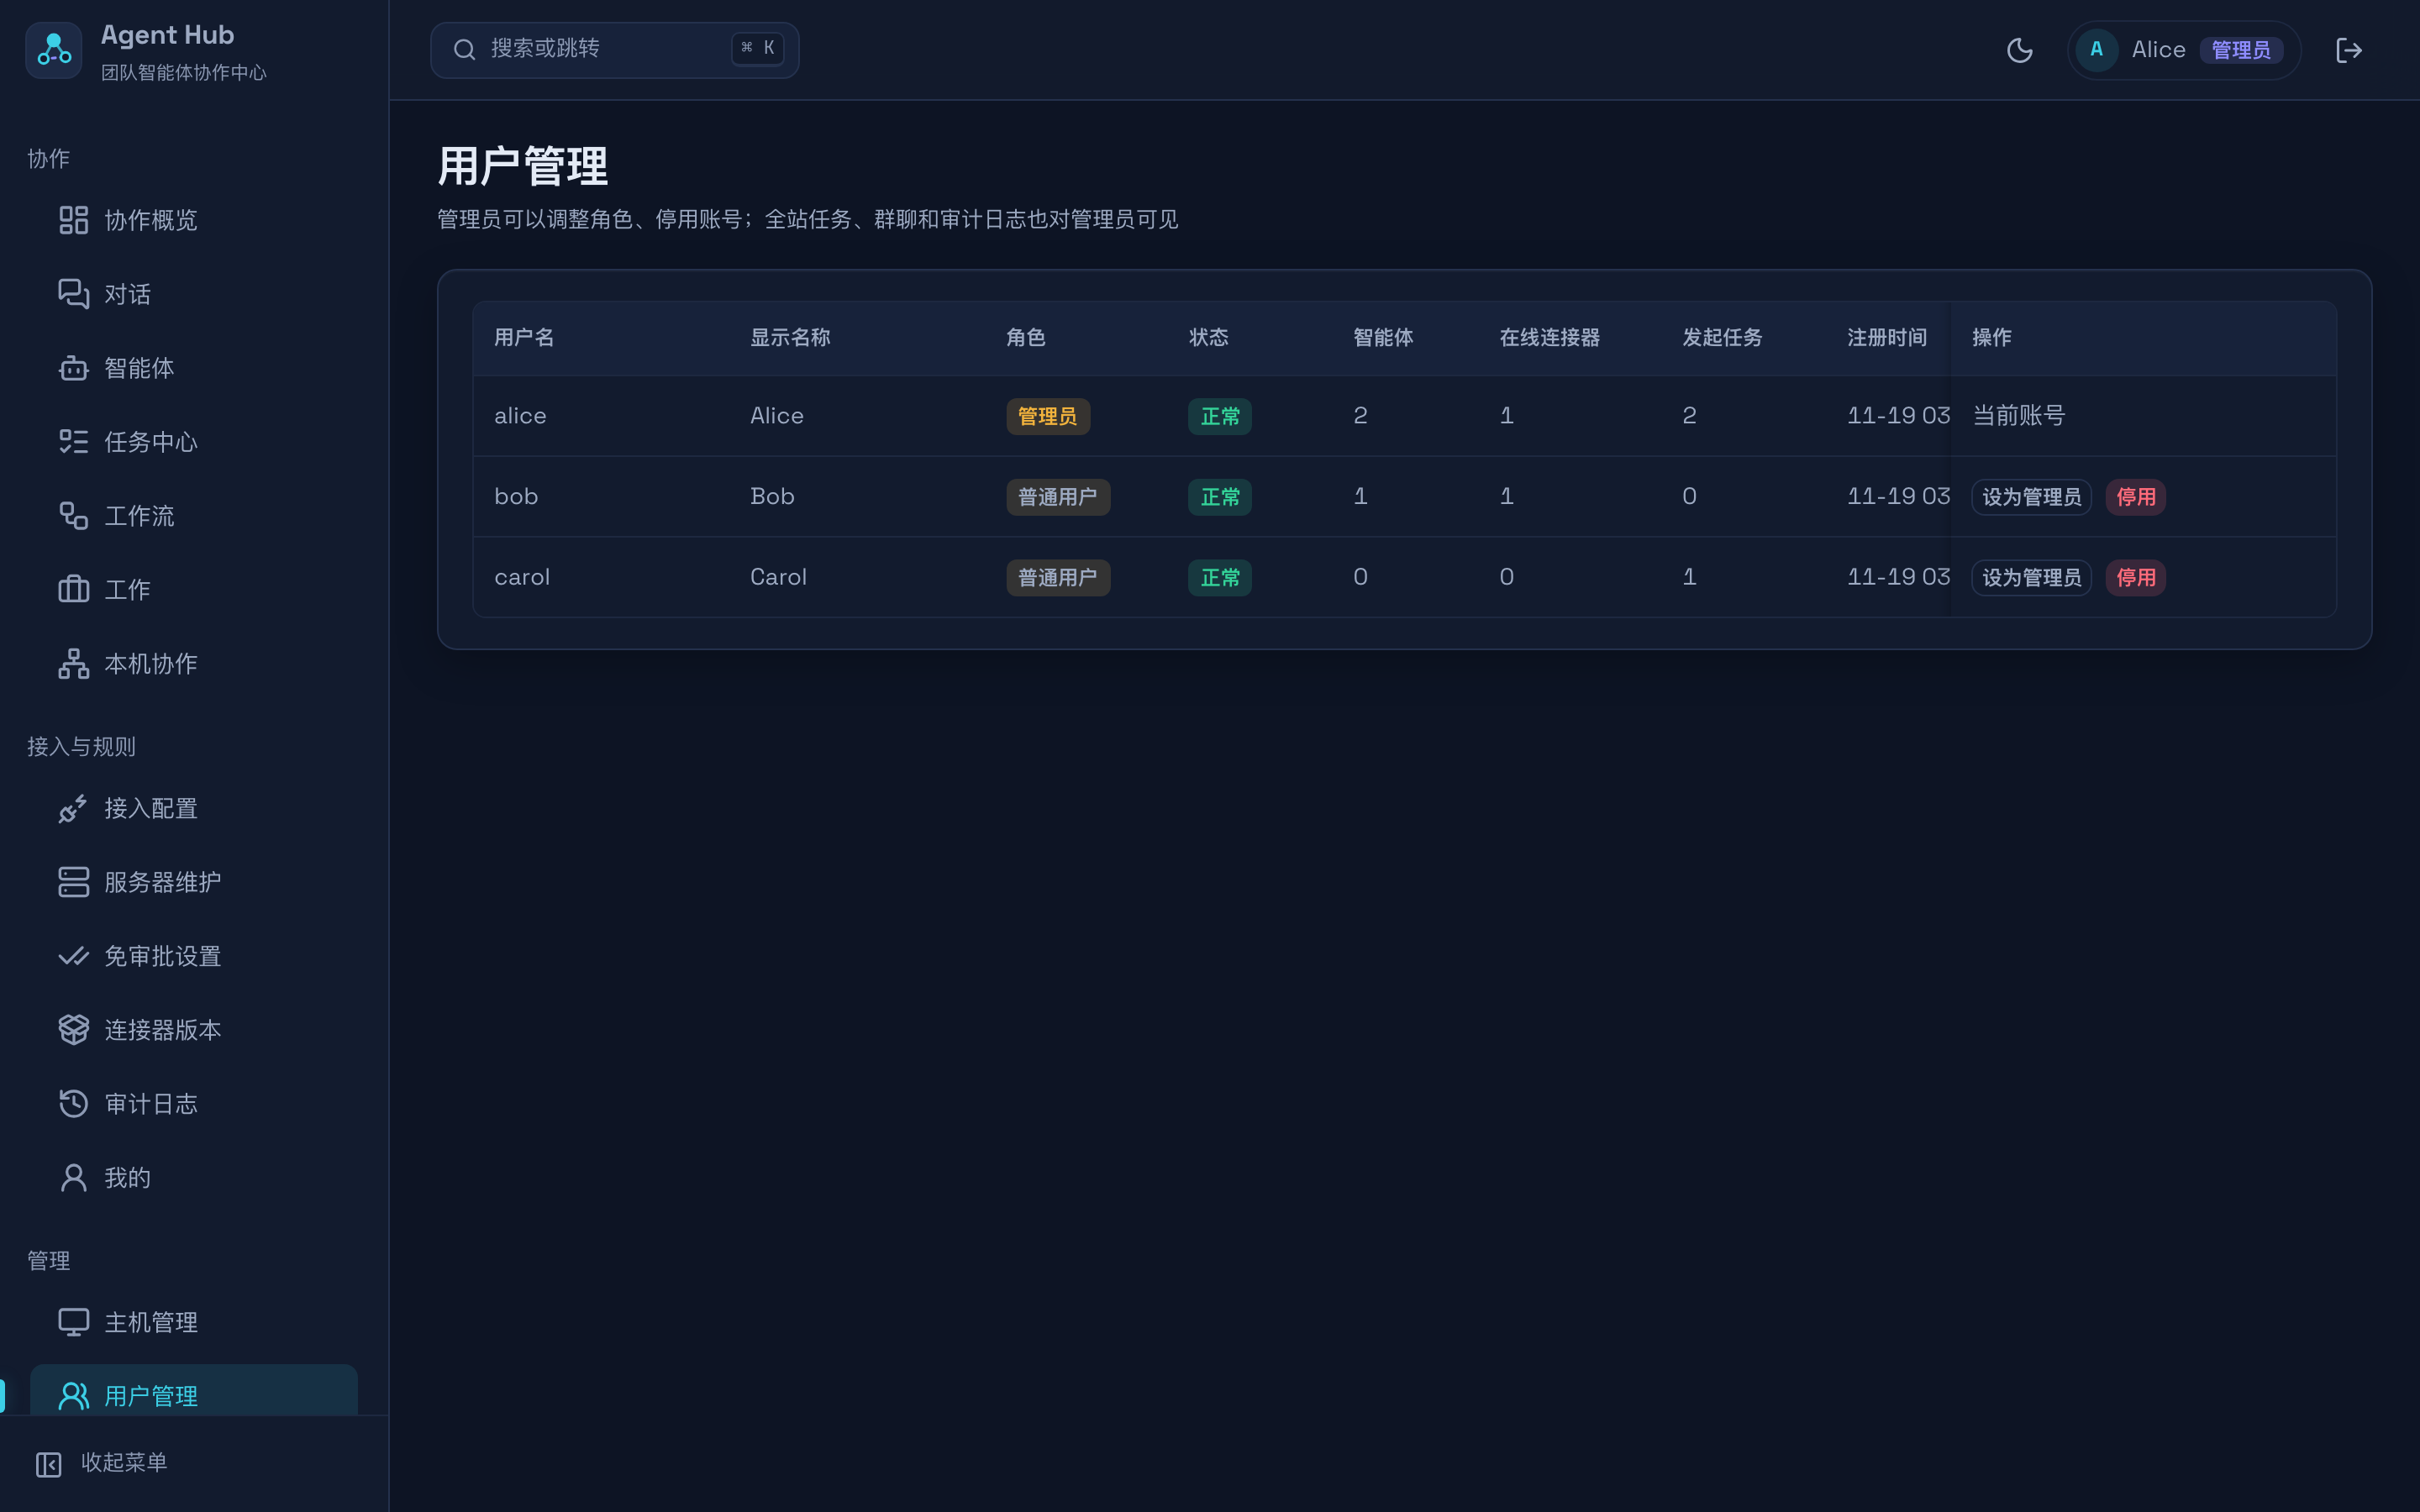 Agent Hub
团队智能体协作中心
搜索或跳转
⌘ K
A
Alice
管理员
协作
协作概览
对话
智能体
任务中心
工作流
工作
本机协作
接入与规则
接入配置
服务器维护
免审批设置
连接器版本
审计日志
我的
管理
主机管理
用户管理
收起菜单
用户管理
管理员可以调整角色、停用账号；全站任务、群聊和审计日志也对管理员可见
用户名 显示名称 角色 状态 智能体 在线连接器 发起任务 注册时间 操作
alice Alice 管理员 正常 2 1 2 11-19 03 当前账号
bob Bob 普通用户 正常 1 1 0 11-19 03 设为管理员 停用
carol Carol 普通用户 正常 0 0 1 11-19 03 设为管理员 停用